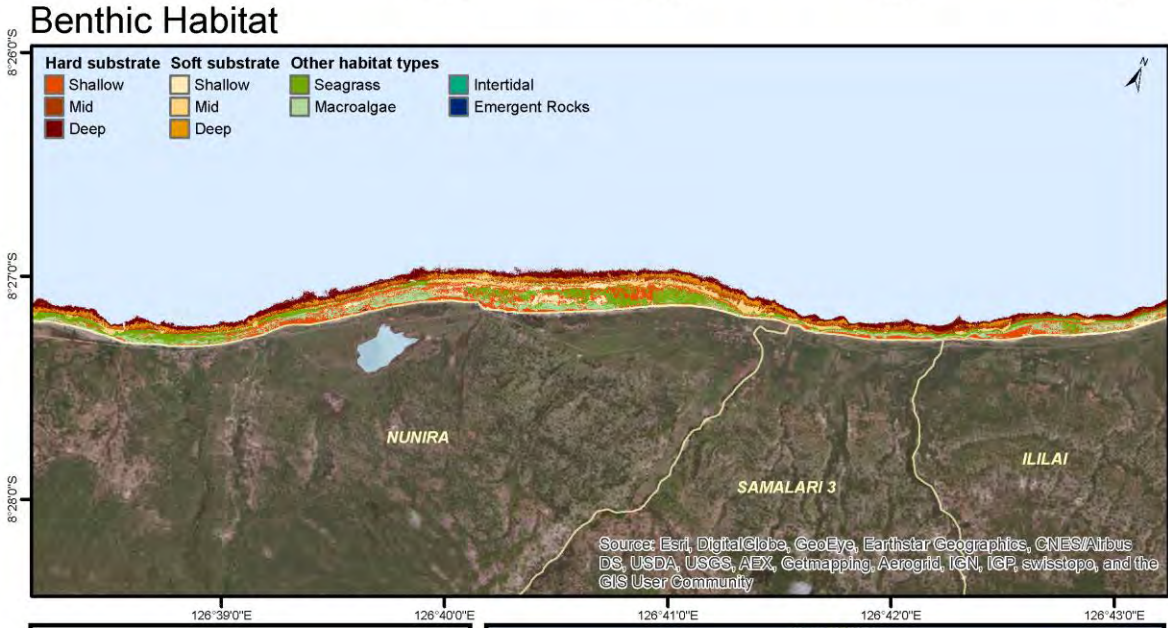 Benthic Habitat
Hard substrate Soft substrate Other habitat types
Shallow Shallow Seagrass Intertidal
Mid Mid Macroalgae Emergent Rocks
Deep Deep
N
8°26'0"S
8°27'0"S
8°28'0"S
NUNIRA
SAMALARI 3
ILILAI
Source: Esri, DigitalGlobe, GeoEye, Earthstar Geographics, CNES/Airbus
DS, USDA, USGS, AEX, Getmapping, Aerogrid, IGN, IGP, swisstopo, and the
GIS User Community
126°39'0"E 126°40'0"E 126°41'0"E 126°42'0"E 126°43'0"E